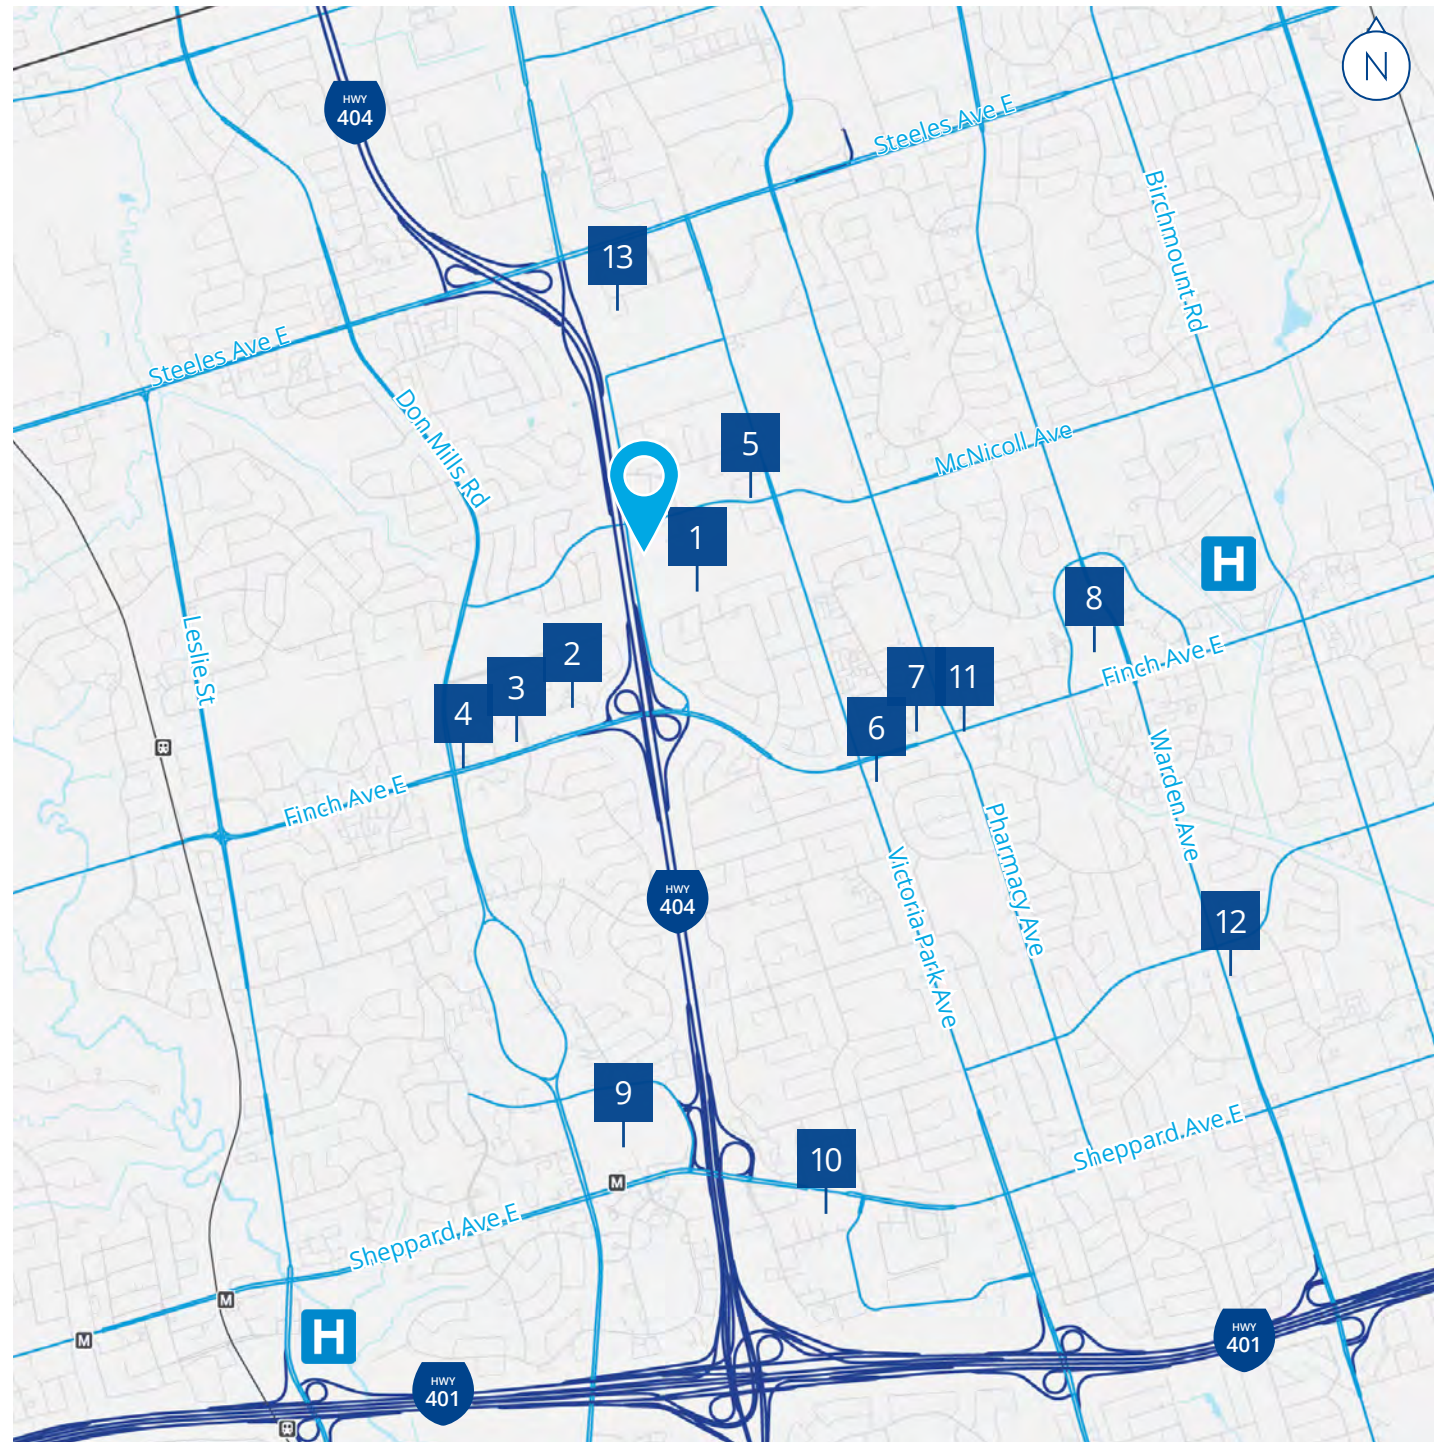 N
HWY
404
Steeles Ave E
Birchmount Rd
13
Steeles Ave E
Don Mills Rd
5
McNicoll Ave
1
H
8
Leslie St
2
3
4
7
11
6
Finch Ave E
Finch Ave E
Warden Ave
Pharmacy Ave
Victoria Park Ave
HWY
404
12
9
10
Sheppard Ave E
M
Sheppard Ave E
M
M
H
HWY
401
HWY
401